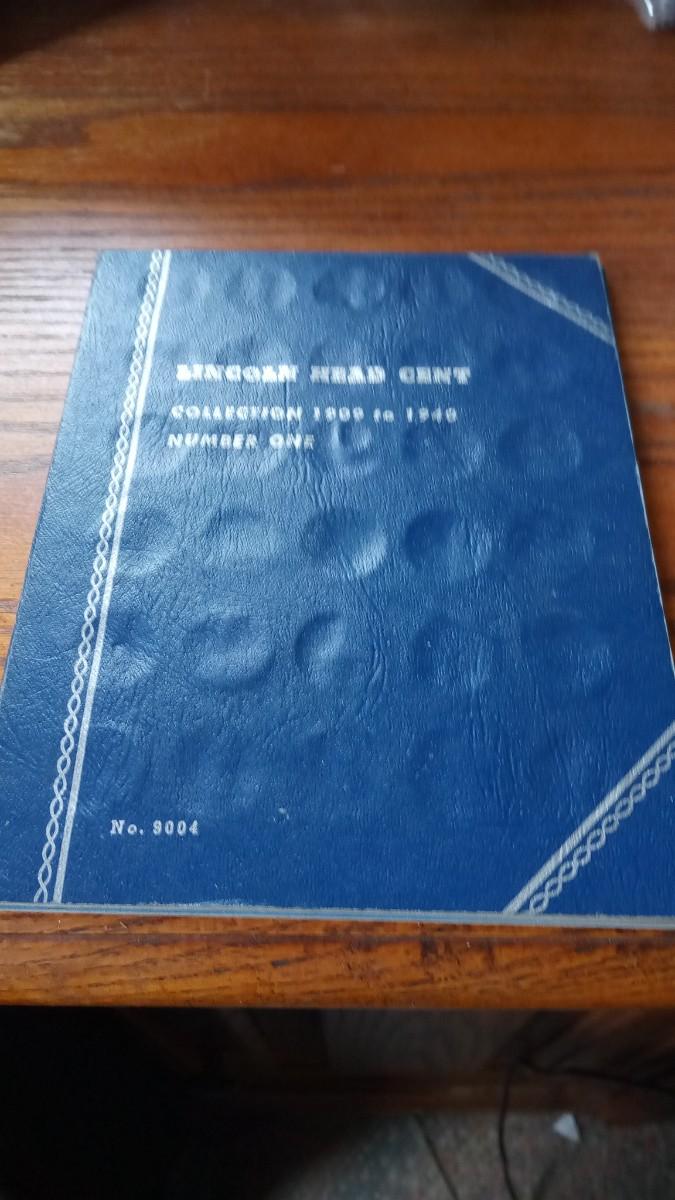 LINCOLN HEAD CENT
COLLECTION 1909 to 1940
NUMBER ONE
No. 9004